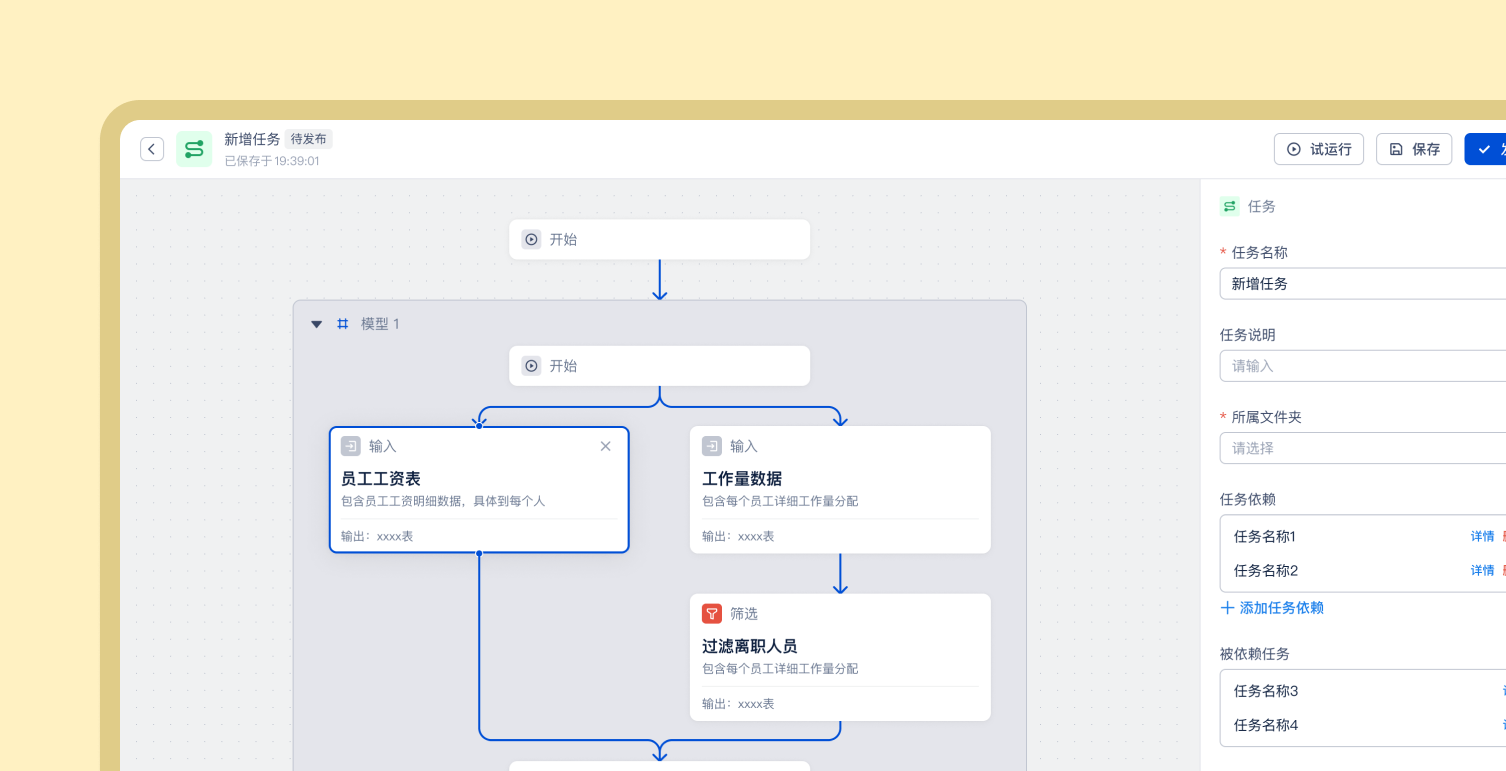 新增任务 待发布
已保存于 19:39:01
试运行 保存
开始
模型 1
开始
输入
员工工资表
包含员工工资明细数据，具体到每个人
输出：xxxx表
输入
工作量数据
包含每个员工详细工作量分配
输出：xxxx表
筛选
过滤离职人员
包含每个员工详细工作量分配
输出：xxxx表
任务
* 任务名称
新增任务
任务说明
请输入
* 所属文件夹
请选择
任务依赖
任务名称1 详情
任务名称2 详情
添加任务依赖
被依赖任务
任务名称3
任务名称4